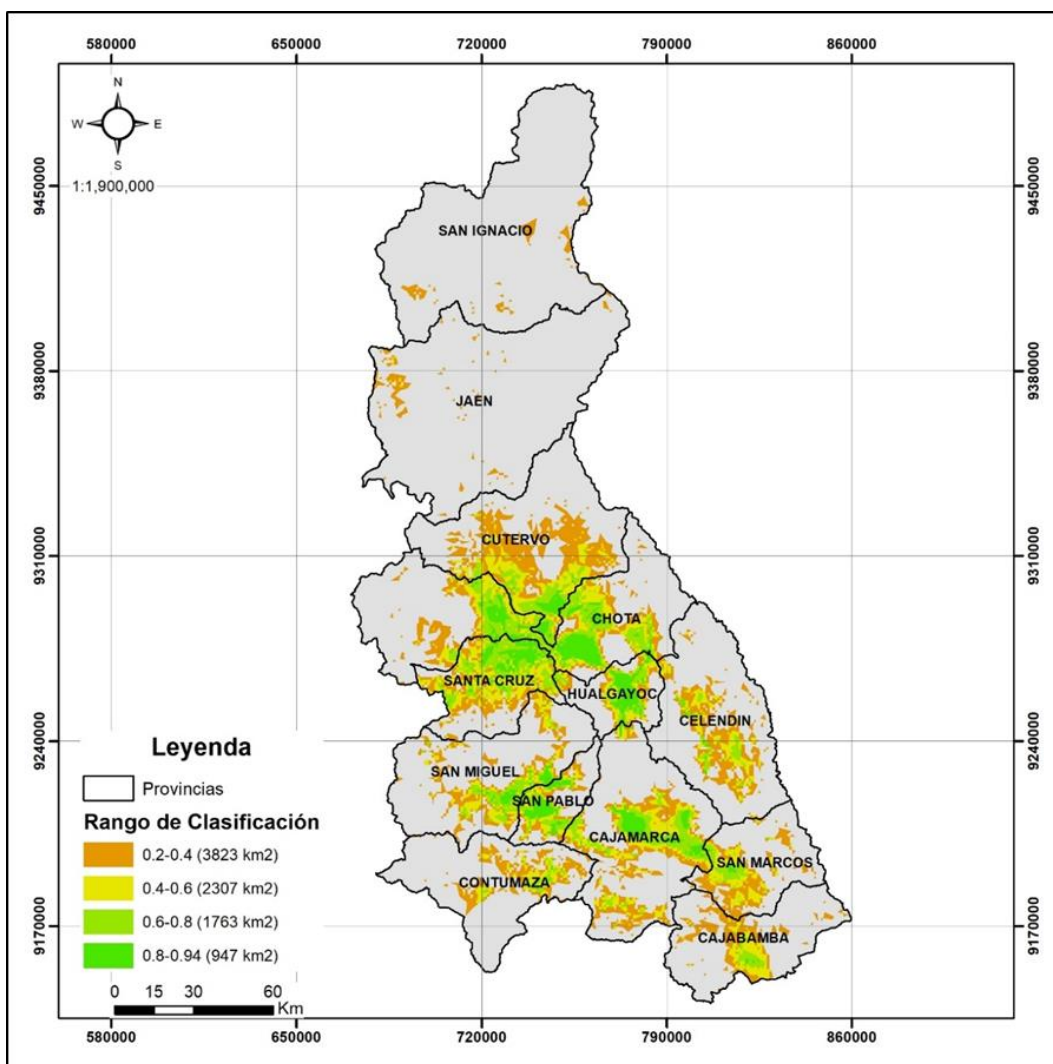 580000 650000 720000 790000 860000
N
W E
S
1:1,900,000
9450000 9450000
SAN IGNACIO
9380000 9380000
JAEN
9310000 9310000
CUTERVO
CHOTA
SANTA CRUZ
HUALGAYOC
CELENDIN
9240000 9240000
SAN MIGUEL
SAN PABLO
CAJAMARCA
SAN MARCOS
CONTUMAZA
9170000 9170000
CAJABAMBA
Leyenda
Provincias
Rango de Clasificación
0.2-0.4 (3823 km2)
0.4-0.6 (2307 km2)
0.6-0.8 (1763 km2)
0.8-0.94 (947 km2)
0 15 30 60
Km
580000 650000 720000 790000 860000